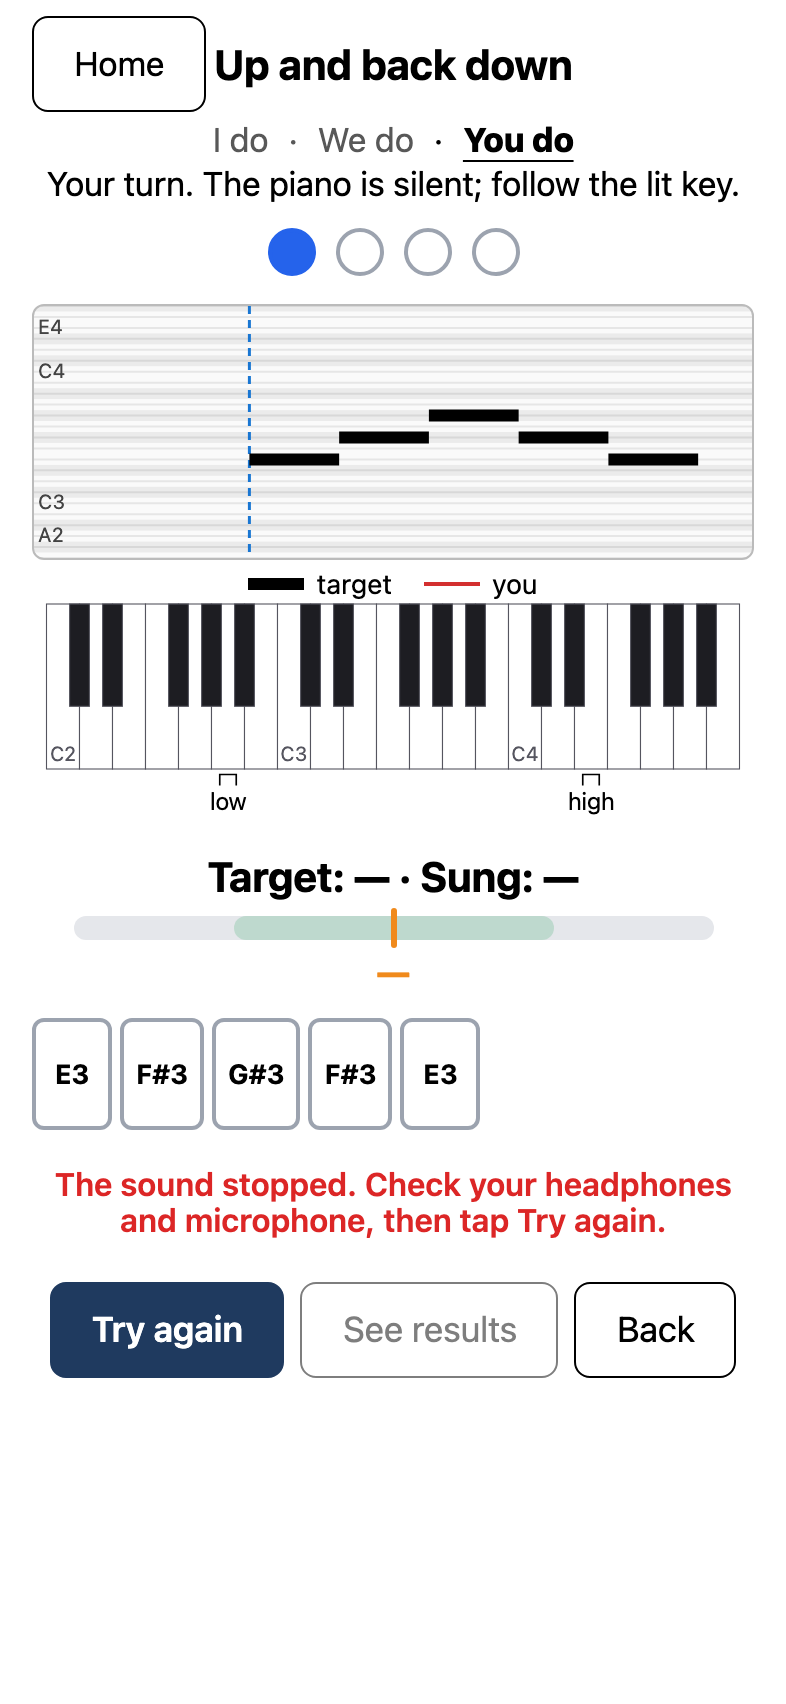 Home Up and back down
I do · We do · You do
Your turn. The piano is silent; follow the lit key.
E4
C4
C3
A2
target you
C2 C3 C4
low high
Target: — · Sung: —
—
E3 F#3 G#3 F#3 E3
The sound stopped. Check your headphones
and microphone, then tap Try again.
Try again See results Back